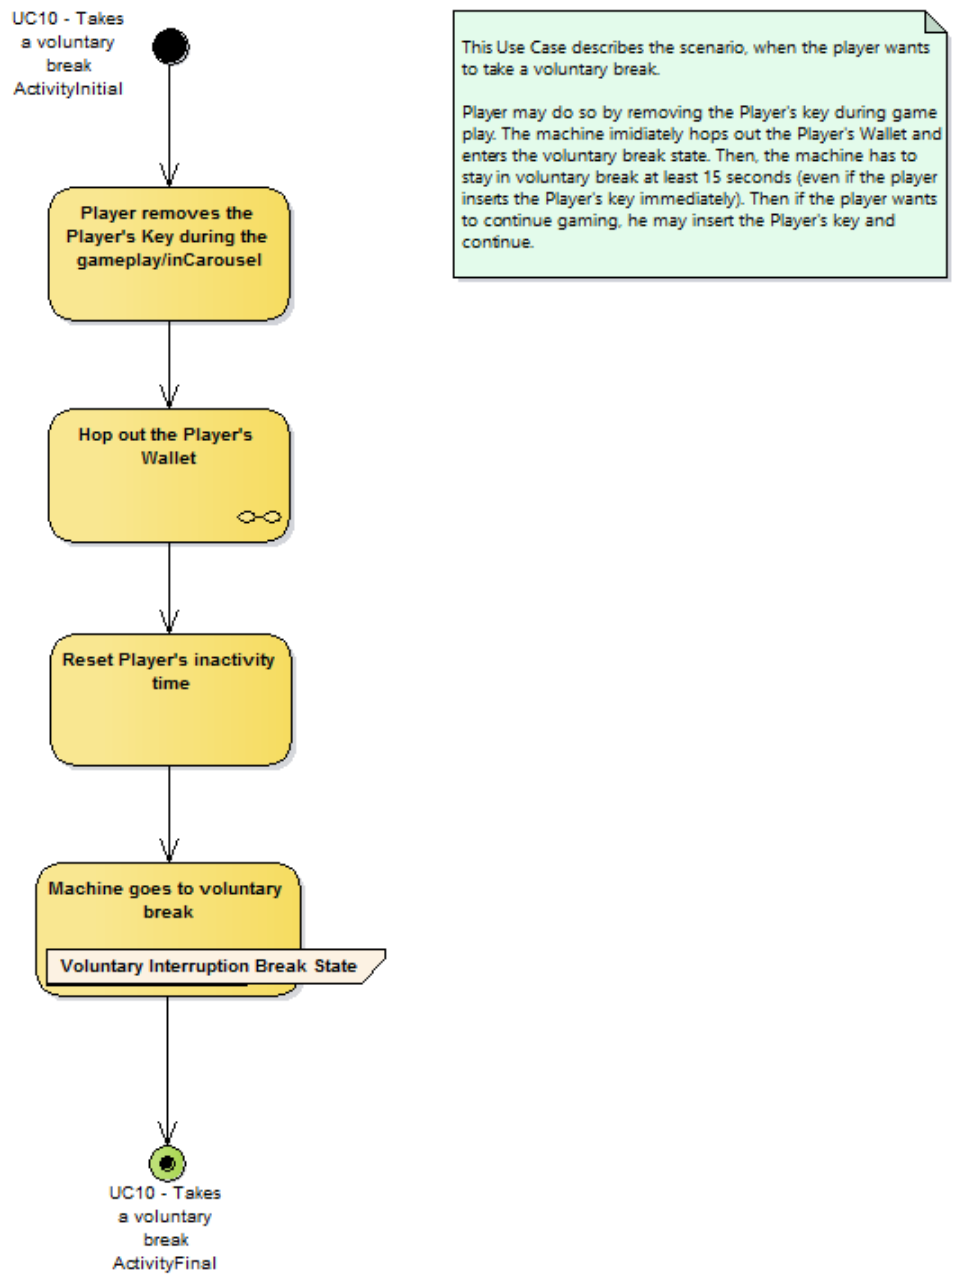 UC10 - Takes
a voluntary
break
ActivityInitial
This Use Case describes the scenario, when the player wants
to take a voluntary break.
Player may do so by removing the Player's key during game
play. The machine imidiately hops out the Player's Wallet and
enters the voluntary break state. Then, the machine has to
stay in voluntary break at least 15 seconds (even if the player
inserts the Player's key immediately). Then if the player wants
to continue gaming, he may insert the Player's key and
continue.
Player removes the
Player's Key during the
gameplay/inCarousel
Hop out the Player's
Wallet
Reset Player's inactivity
time
Machine goes to voluntary
break
Voluntary Interruption Break State
UC10 - Takes
a voluntary
break
ActivityFinal